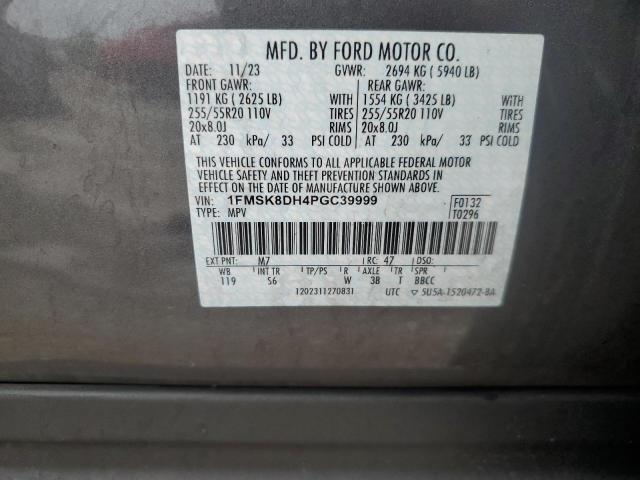 MFD. BY FORD MOTOR CO.
DATE: 11/23 GVWR: 2694 KG ( 5940 LB)
FRONT GAWR: REAR GAWR:
1191 KG ( 2625 LB) WITH 1554 KG ( 3425 LB) WITH
255/55R20 110V TIRES 255/55R20 110V TIRES
20x8.0J RIMS 20x8.0J RIMS
AT 230 kPa/ 33 PSI COLD AT 230 kPa/ 33 PSI COLD
THIS VEHICLE CONFORMS TO ALL APPLICABLE FEDERAL MOTOR
VEHICLE SAFETY AND THEFT PREVENTION STANDARDS IN
EFFECT ON THE DATE OF MANUFACTURE SHOWN ABOVE.
VIN: 1FMSK8DH4PGC39999 F0132
TYPE: MPV T0296
EXT PNT: M7 RC: 47 DSO:
WB INT TR TP/PS R AXLE TR SPR
119 S6 W 3B T BBCC
1202311270831 UTC ▽ 5U5A-1520472-BA